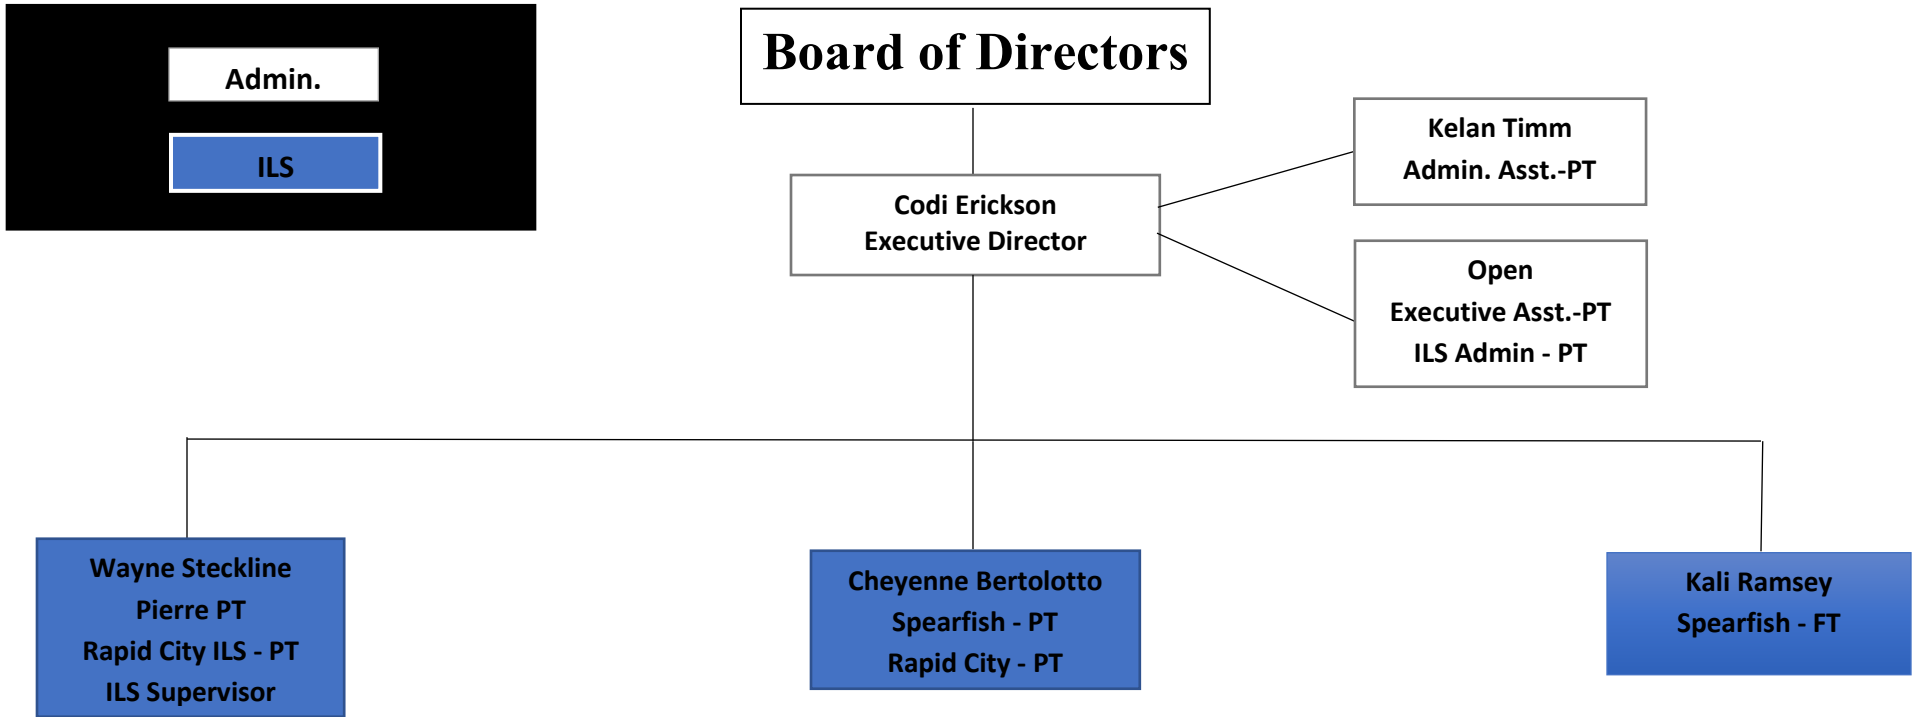 Admin.
ILS
Board of Directors
Codi Erickson
Executive Director
Kelan Timm
Admin. Asst.-PT
Open
Executive Asst.-PT
ILS Admin - PT
Wayne Steckline
Pierre PT
Rapid City ILS - PT
ILS Supervisor
Cheyenne Bertolotto
Spearfish - PT
Rapid City - PT
Kali Ramsey
Spearfish - FT